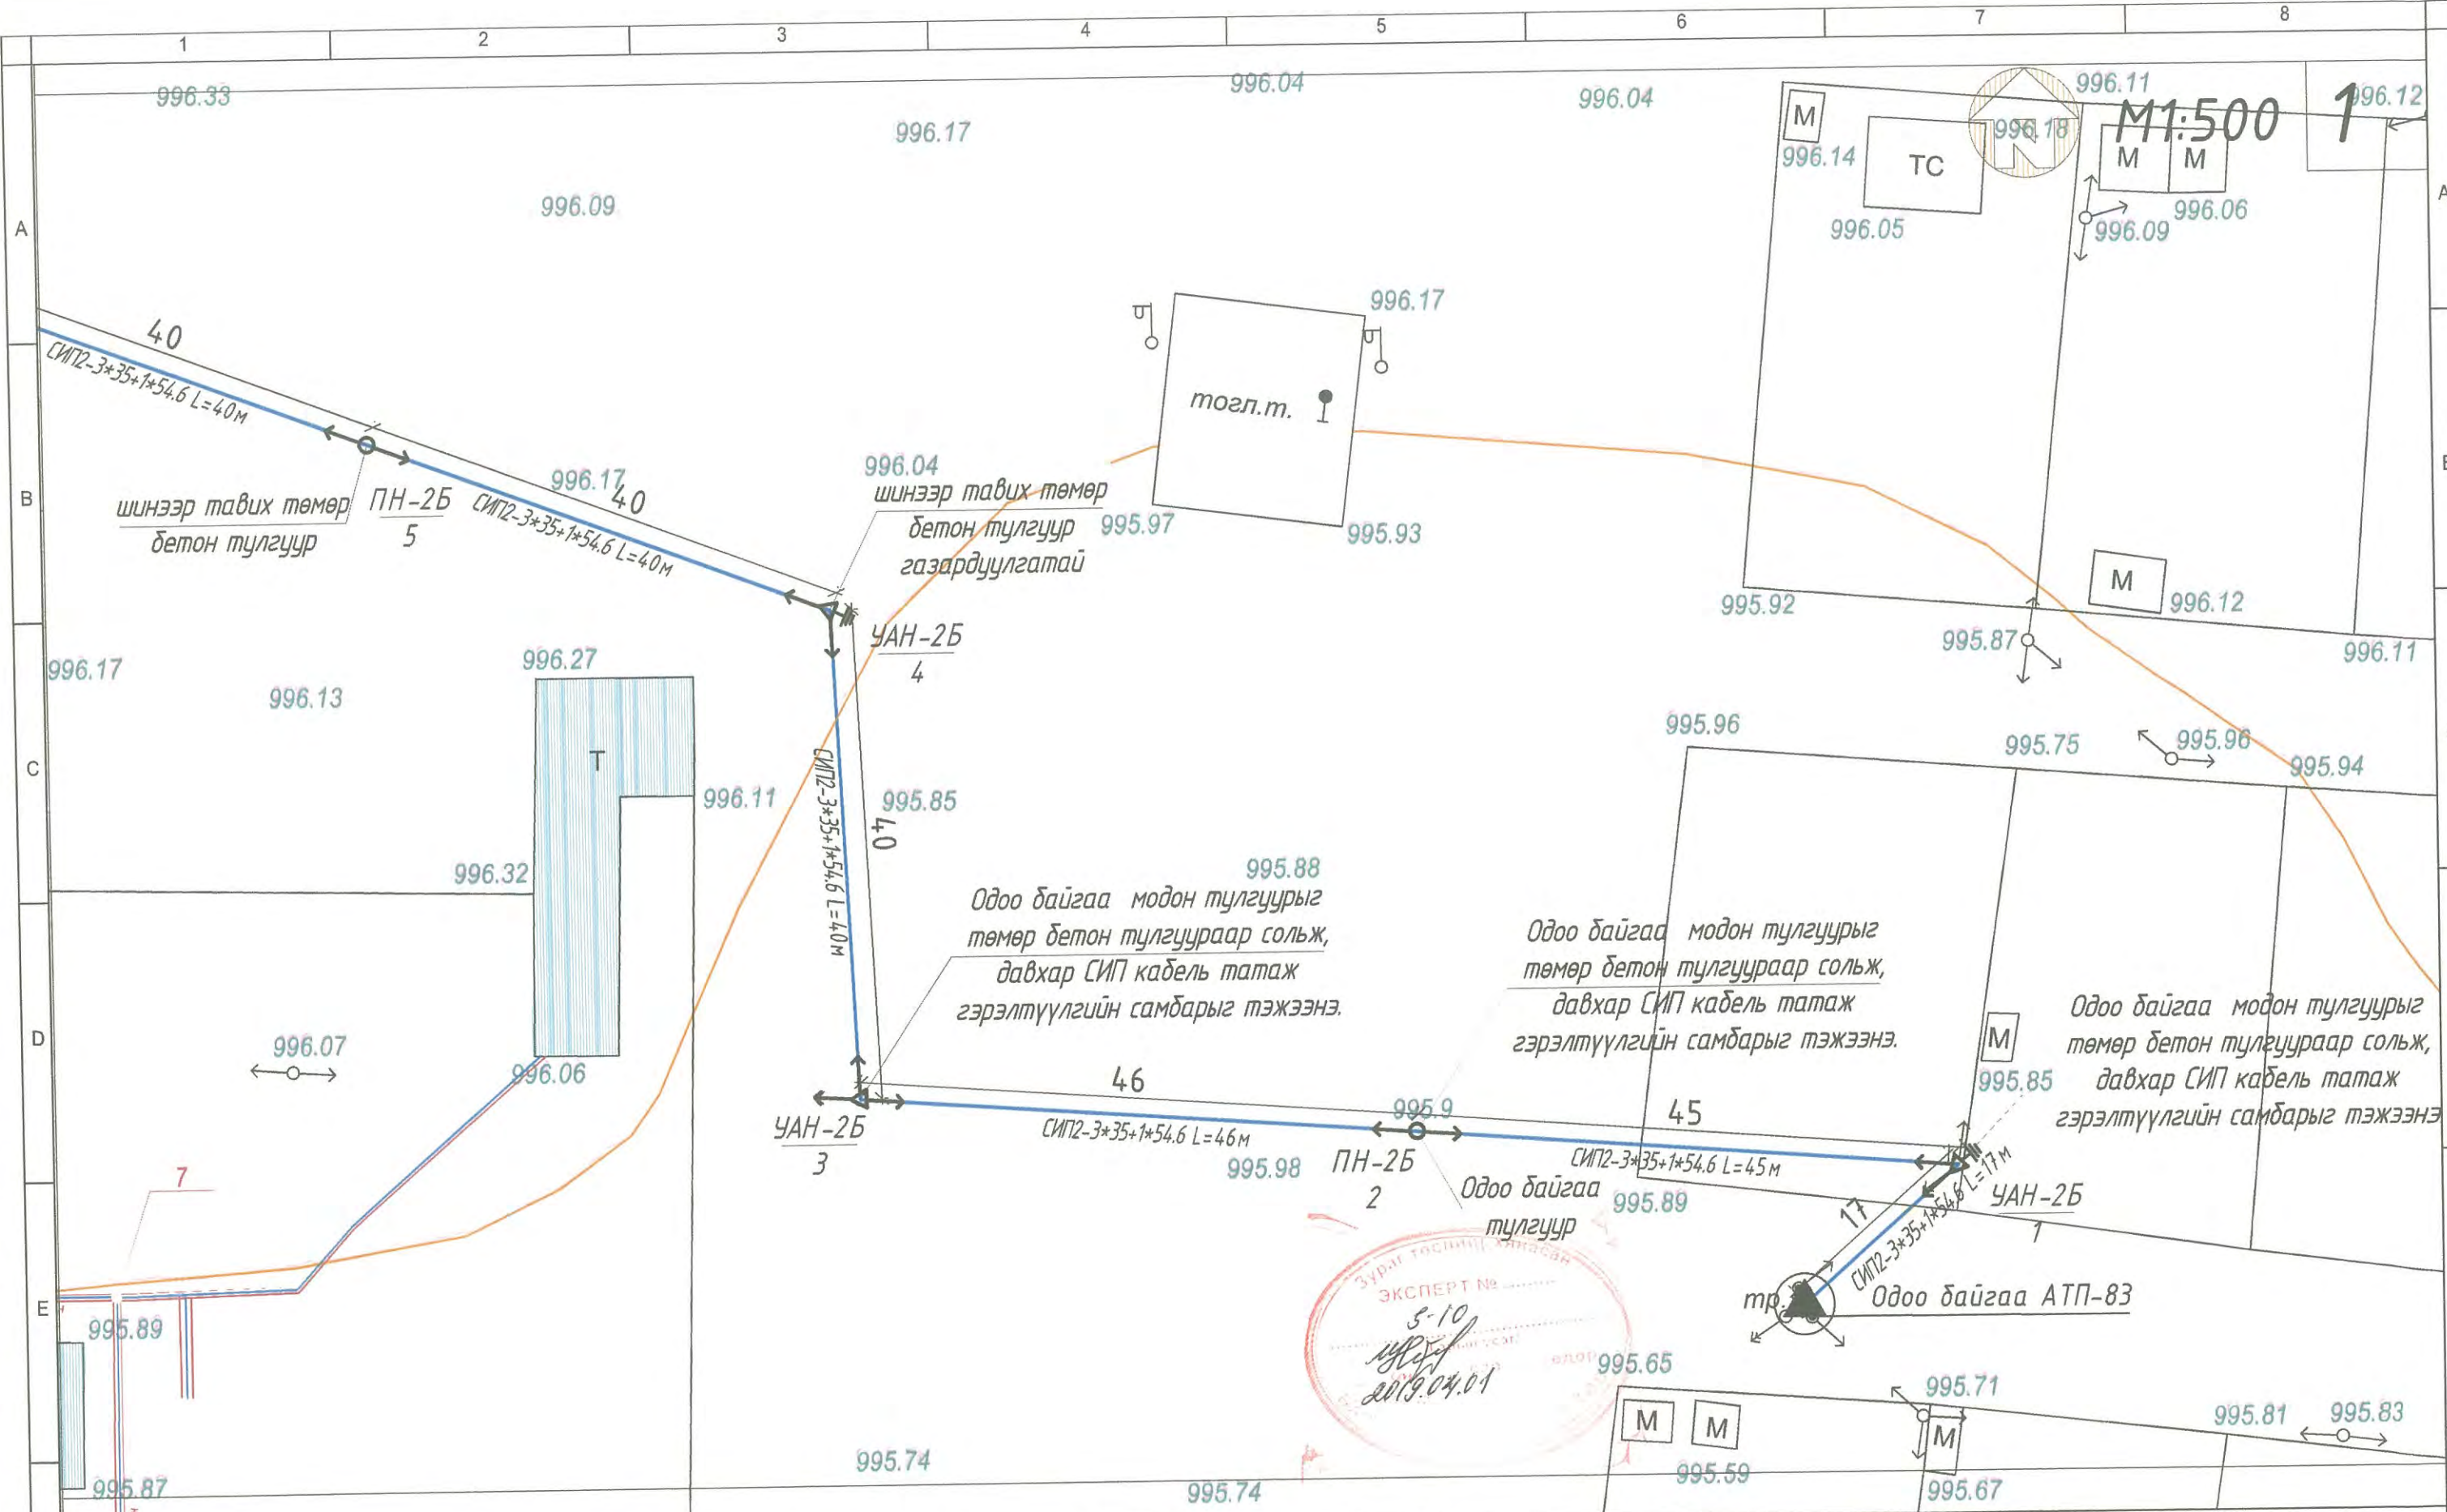 1 2 3 4 5 6 7 8
996.33
996.04
996.17
996.04
996.11
М1:500
1
996.12
996.09
М
996.14
ТС
996.05
996.18
М М
996.06
996.09
A
A
40
СИП2-3*35+1*54.6 L=40м
996.17
тогл.т.
B
шинээр тавих төмөр
бетон тулгуур
ПН-2Б
5
996.17
40
СИП2-3*35+1*54.6 L=40м
996.04
шинээр тавих төмөр
бетон тулгуур
газардуулгатай
995.97
995.93
УАН-2Б
4
995.92
М
996.12
995.87
996.11
996.17
996.13
996.27
Т
C
996.11
995.85
40
СИП2-3*35+1*54.6 L=40м
995.96
995.75
995.96
995.94
996.32
995.88
Одоо байгаа модон тулгуурыг
төмөр бетон тулгуураар сольж,
давхар СИП кабель татаж
гэрэлтүүлгийн самбарыг тэжээнэ.
Одоо байгаа модон тулгуурыг
төмөр бетон тулгуураар сольж,
давхар СИП кабель татаж
гэрэлтүүлгийн самбарыг тэжээнэ.
Одоо байгаа модон тулгуурыг
төмөр бетон тулгуураар сольж,
давхар СИП кабель татаж
гэрэлтүүлгийн самбарыг тэжээнэ
D
996.07
996.06
М
995.85
46
995.9
45
УАН-2Б
3
СИП2-3*35+1*54.6 L=46м
995.98
ПН-2Б
2
СИП2-3*35+1*54.6 L=45м
Одоо байгаа
тулгуур
995.89
17
СИП2-3*35+1*54.6 L=17м
УАН-2Б
1
7
E
995.89
тр.
Одоо байгаа АТП-83
Зураг төслийг хянасан
ЭКСПЕРТ №
5-10
2019.04.01
995.65
995.71
995.81
995.83
М М М
995.59
995.67
995.87
995.74
995.74